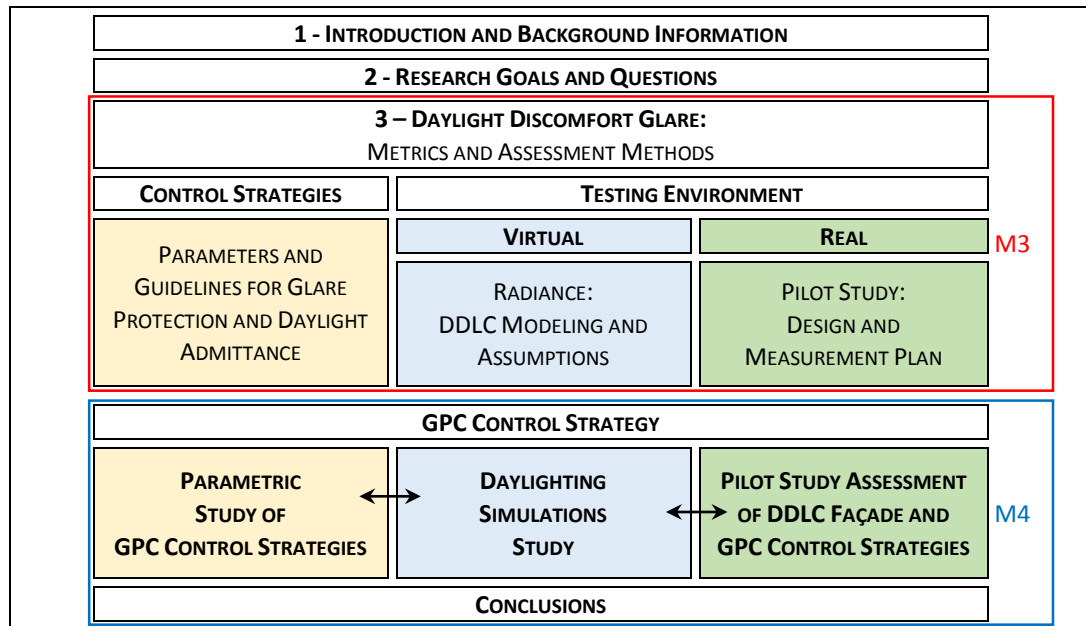 1 - INTRODUCTION AND BACKGROUND INFORMATION
2 - RESEARCH GOALS AND QUESTIONS
3 – DAYLIGHT DISCOMFORT GLARE:
METRICS AND ASSESSMENT METHODS
CONTROL STRATEGIES
TESTING ENVIRONMENT
PARAMETERS AND
GUIDELINES FOR GLARE
PROTECTION AND DAYLIGHT
ADMITTANCE
VIRTUAL
RADIANCE:
DDLC MODELING AND
ASSUMPTIONS
REAL
PILOT STUDY:
DESIGN AND
MEASUREMENT PLAN
M3
GPC CONTROL STRATEGY
PARAMETRIC
STUDY OF
GPC CONTROL STRATEGIES
DAYLIGHTING
SIMULATIONS
STUDY
PILOT STUDY ASSESSMENT
OF DDLC FAÇADE AND
GPC CONTROL STRATEGIES
M4
CONCLUSIONS